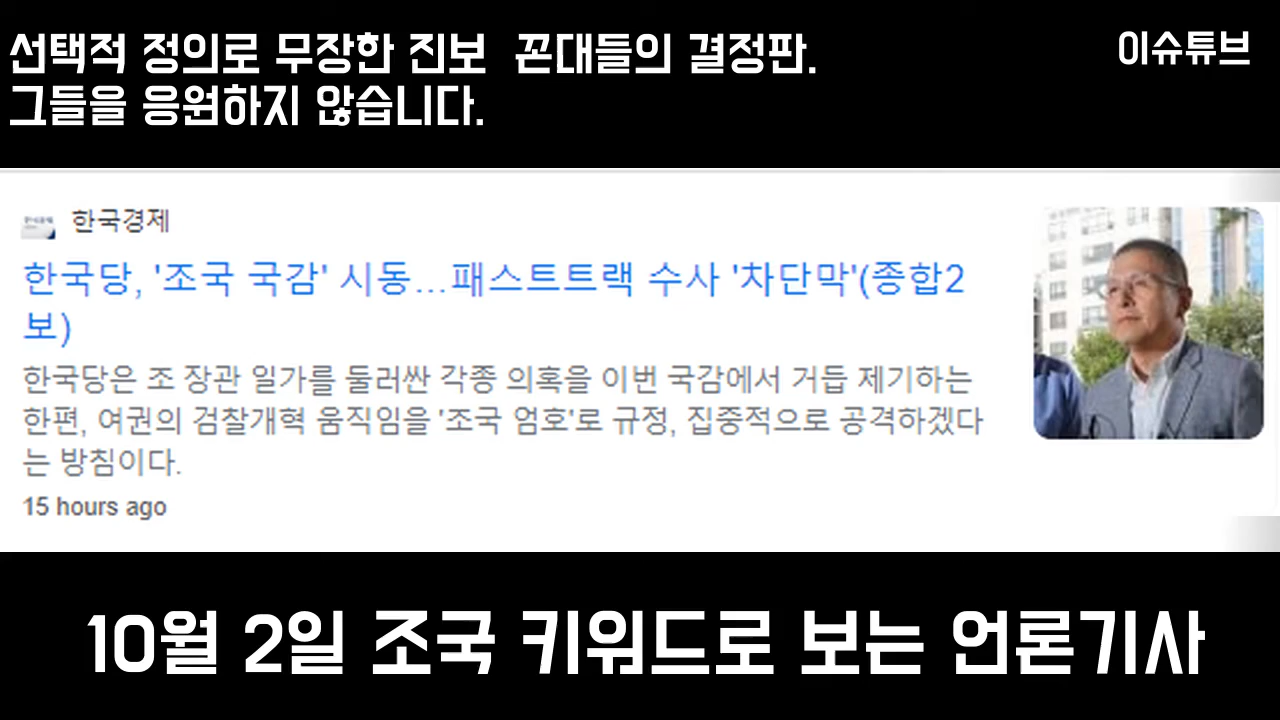 선택적 정의로 무장한 진보 꼰대들의 결정판.
그들을 응원하지 않습니다.
이슈튜브
한국경제
한국당, '조국 국감' 시동...패스트트랙 수사 '차단막'(종합2
보)
한국당은 조 장관 일가를 둘러싼 각종 의혹을 이번 국감에서 거듭 제기하는
한편, 여권의 검찰개혁 움직임을 '조국 엄호'로 규정, 집중적으로 공격하겠다
는 방침이다.
15 hours ago
10월 2일 조국 키워드로 보는 언론기사